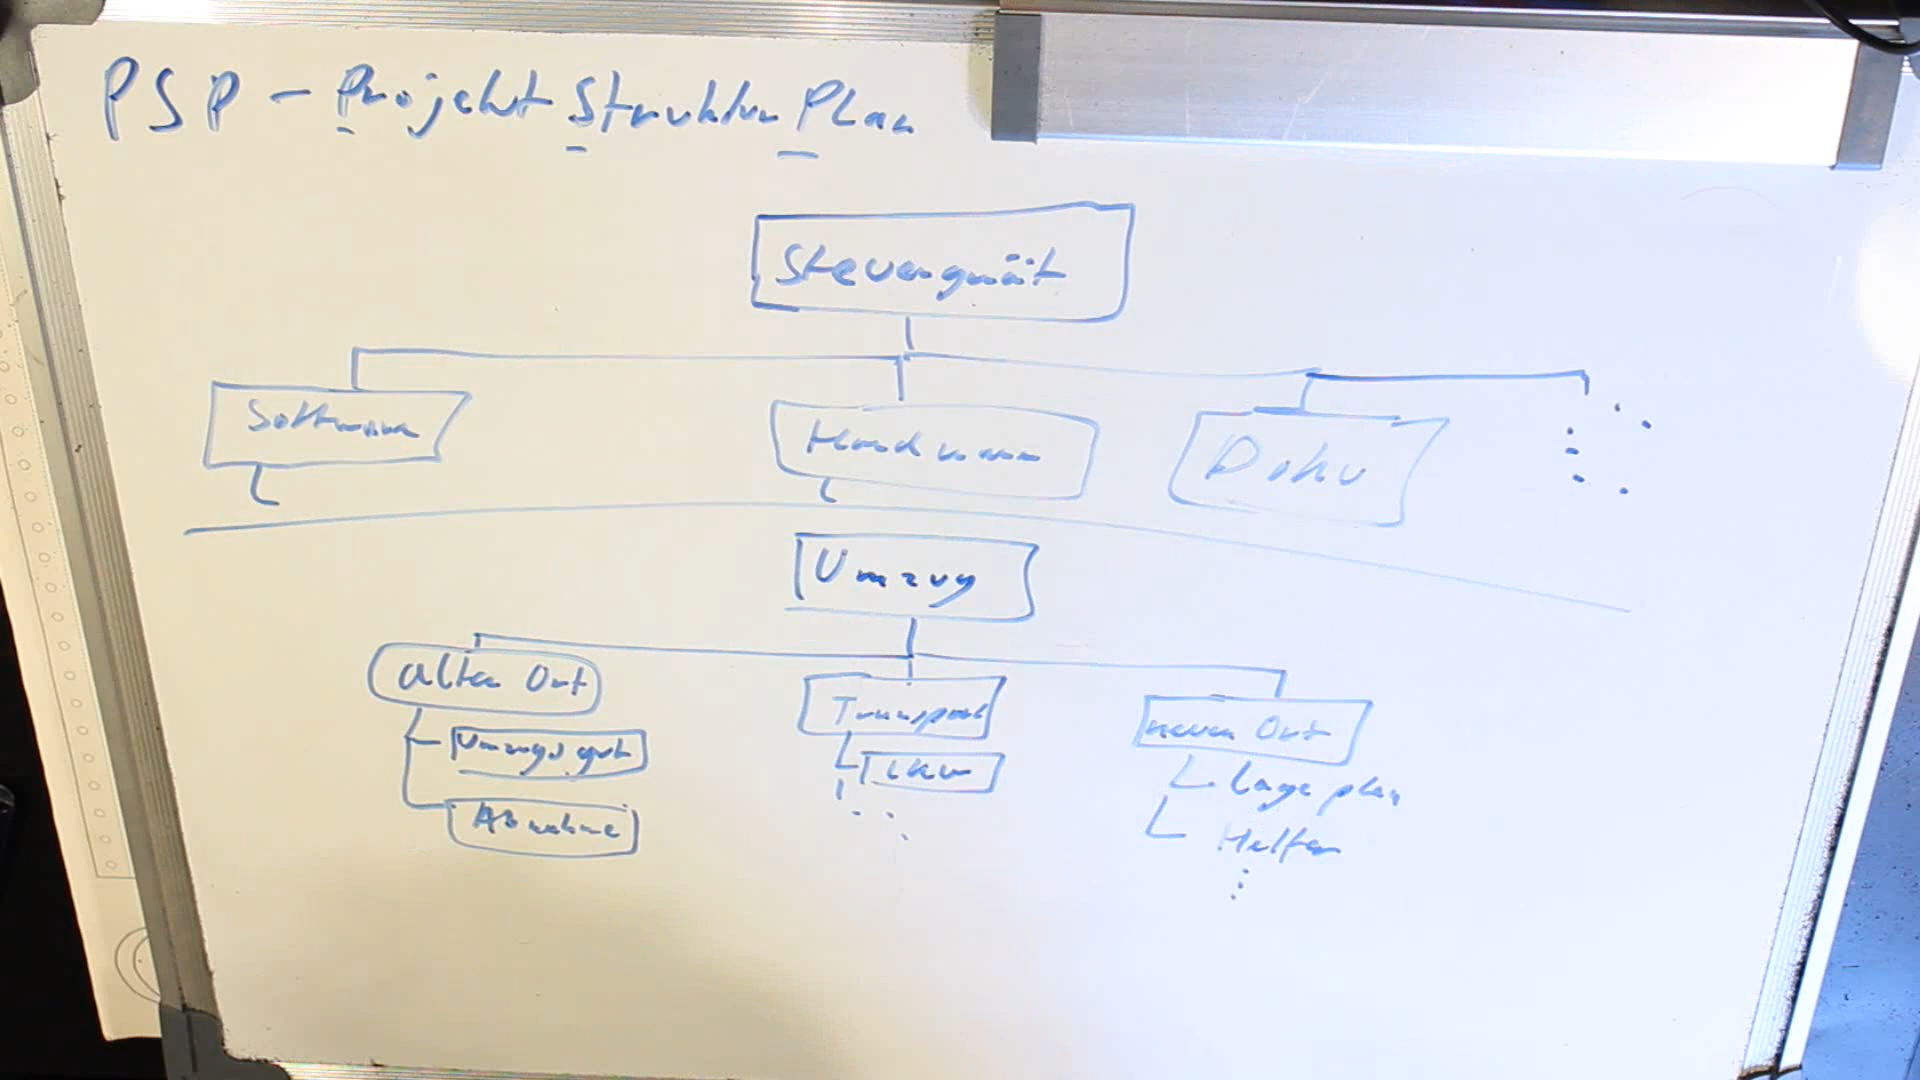 PSP - Projekt Struktur Plan
Steuergerät
Software
Hardware
Doku
Umzug
alter Ort
Transport
neuer Ort
Umzugsgut
LKW
Lageplan
Abnahme
Helfer